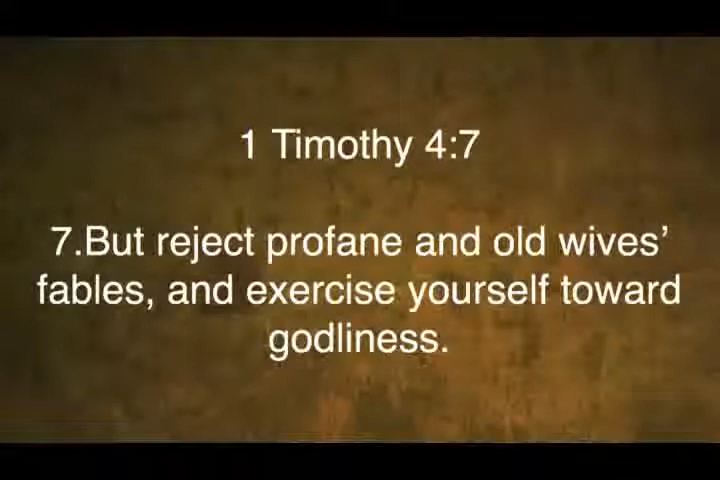 1 Timothy 4:7
7.But reject profane and old wives’
fables, and exercise yourself toward
godliness.